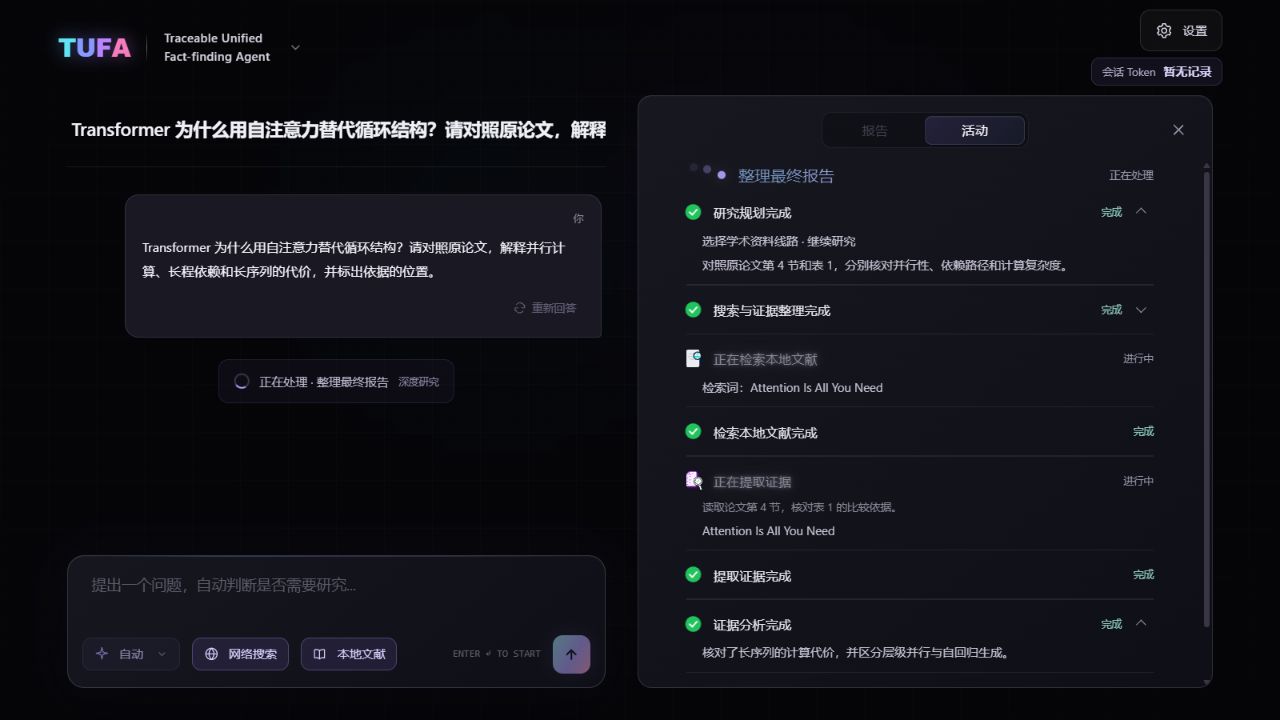 TUFA
Traceable Unified
Fact-finding Agent
设置
会话 Token 暂无记录
Transformer 为什么用自注意力替代循环结构？请对照原论文，解释
你
Transformer 为什么用自注意力替代循环结构？请对照原论文，解释并行计
算、长程依赖和长序列的代价，并标出依据的位置。
重新回答
正在处理 · 整理最终报告 深度研究
提出一个问题，自动判断是否需要研究...
自动
网络搜索
本地文献
ENTER ↵ TO START
报告
活动
整理最终报告
正在处理
研究规划完成
完成
选择学术资料线路 · 继续研究
对照原论文第 4 节和表 1，分别核对并行性、依赖路径和计算复杂度。
搜索与证据整理完成
完成
正在检索本地文献
进行中
检索词：Attention Is All You Need
检索本地文献完成
完成
正在提取证据
进行中
读取论文第 4 节，核对表 1 的比较依据。
Attention Is All You Need
提取证据完成
完成
证据分析完成
完成
核对了长序列的计算代价，并区分层级并行与自回归生成。